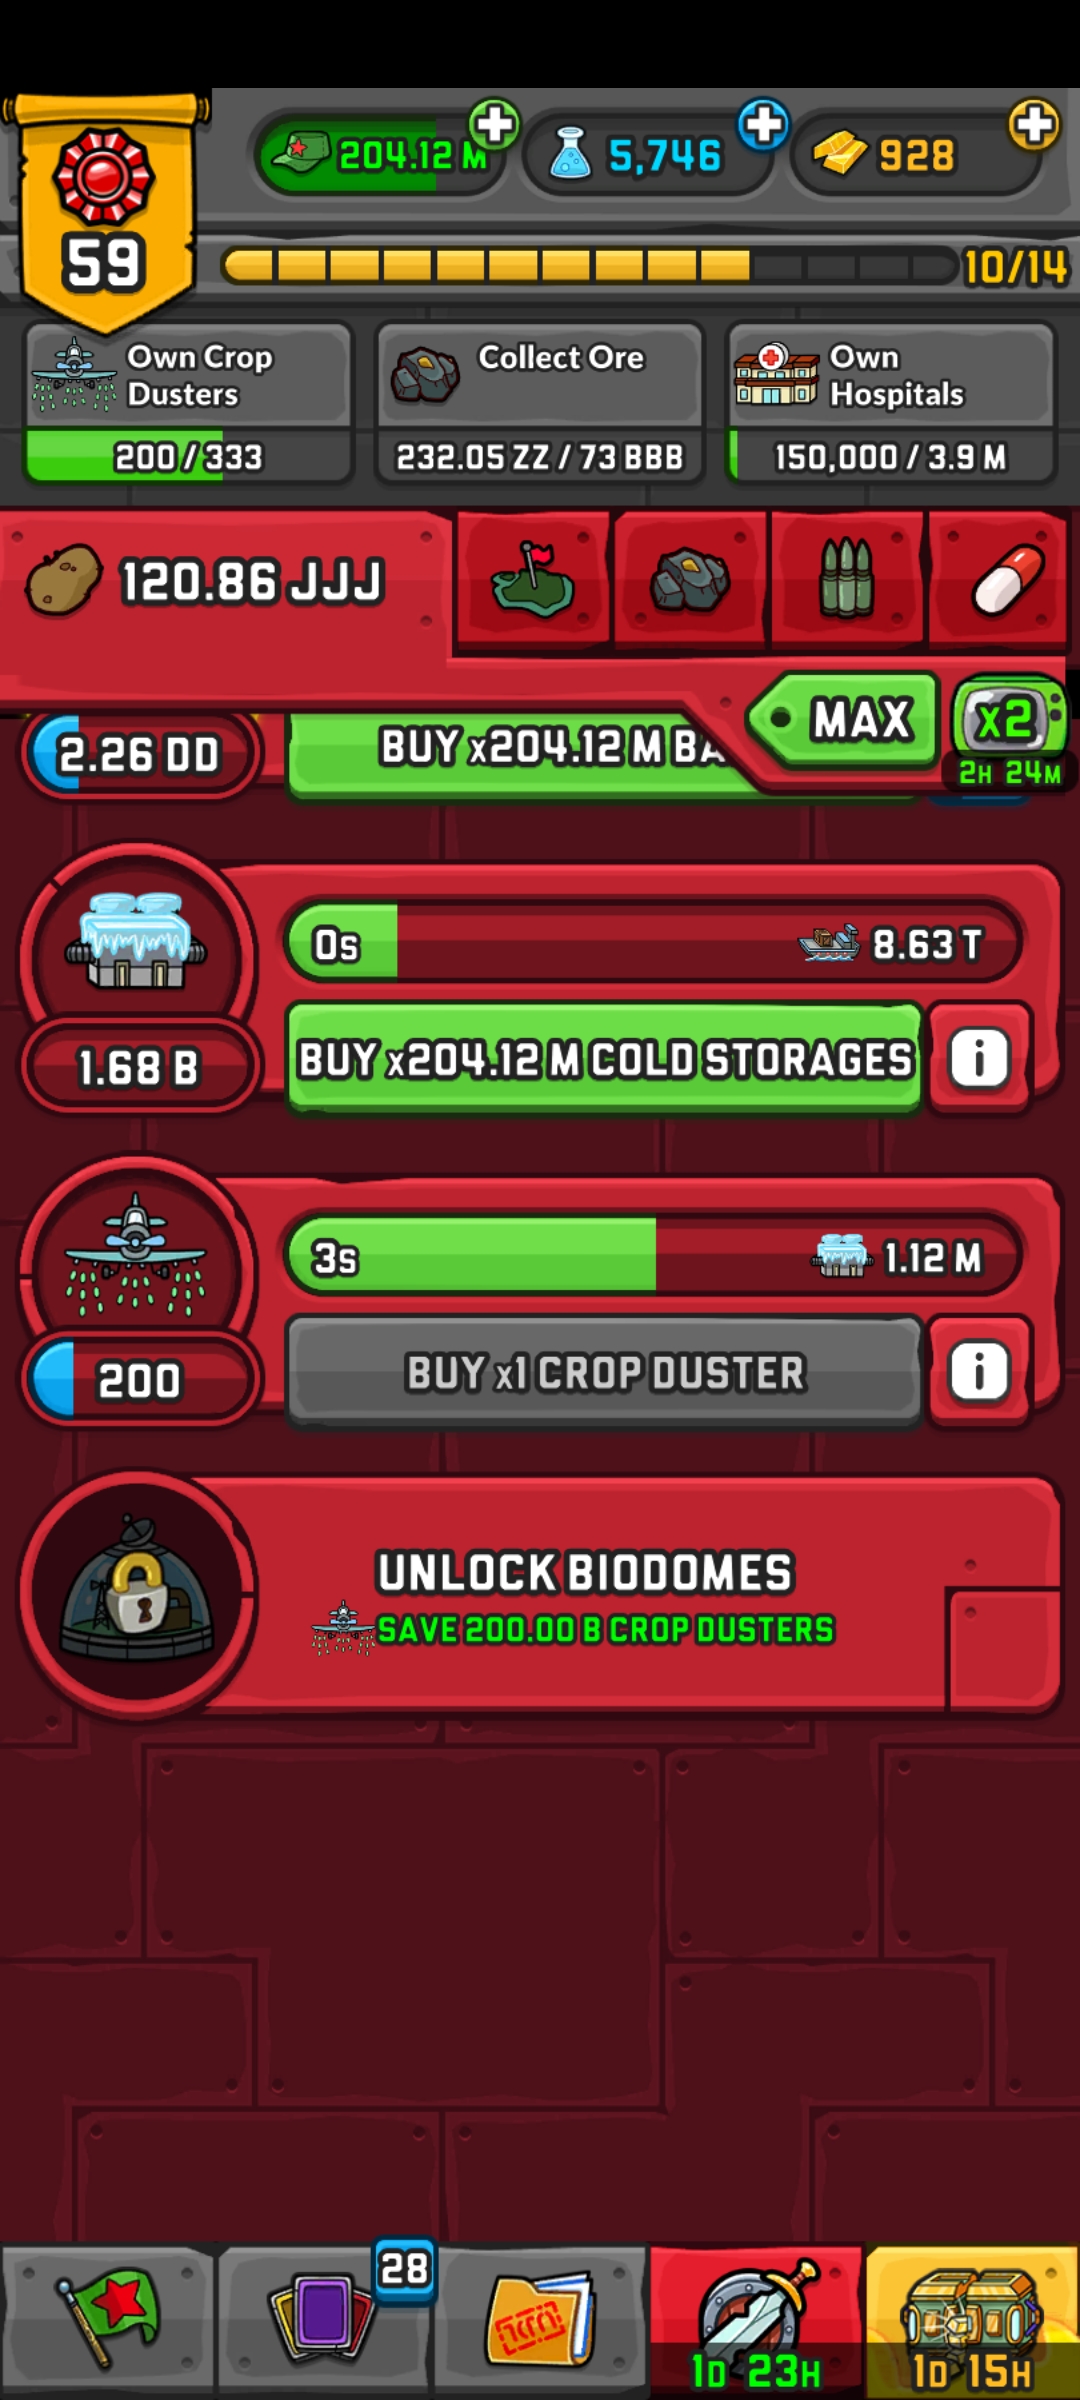 204.12 M
5,746
928
59
10/14
Own Crop
Dusters
Collect Ore
Own
Hospitals
200 / 333
232.05 ZZ / 73 BBB
150,000 / 3.9 M
120.86 JJJ
MAX
x2
2H 24M
2.26 DD
BUY x204.12 M BA
0s
8.63 T
1.68 B
BUY x204.12 M COLD STORAGES
i
3s
1.12 M
200
BUY x1 CROP DUSTER
i
UNLOCK BIODOMES
SAVE 200.00 B CROP DUSTERS
28
1D 23H
1D 15H